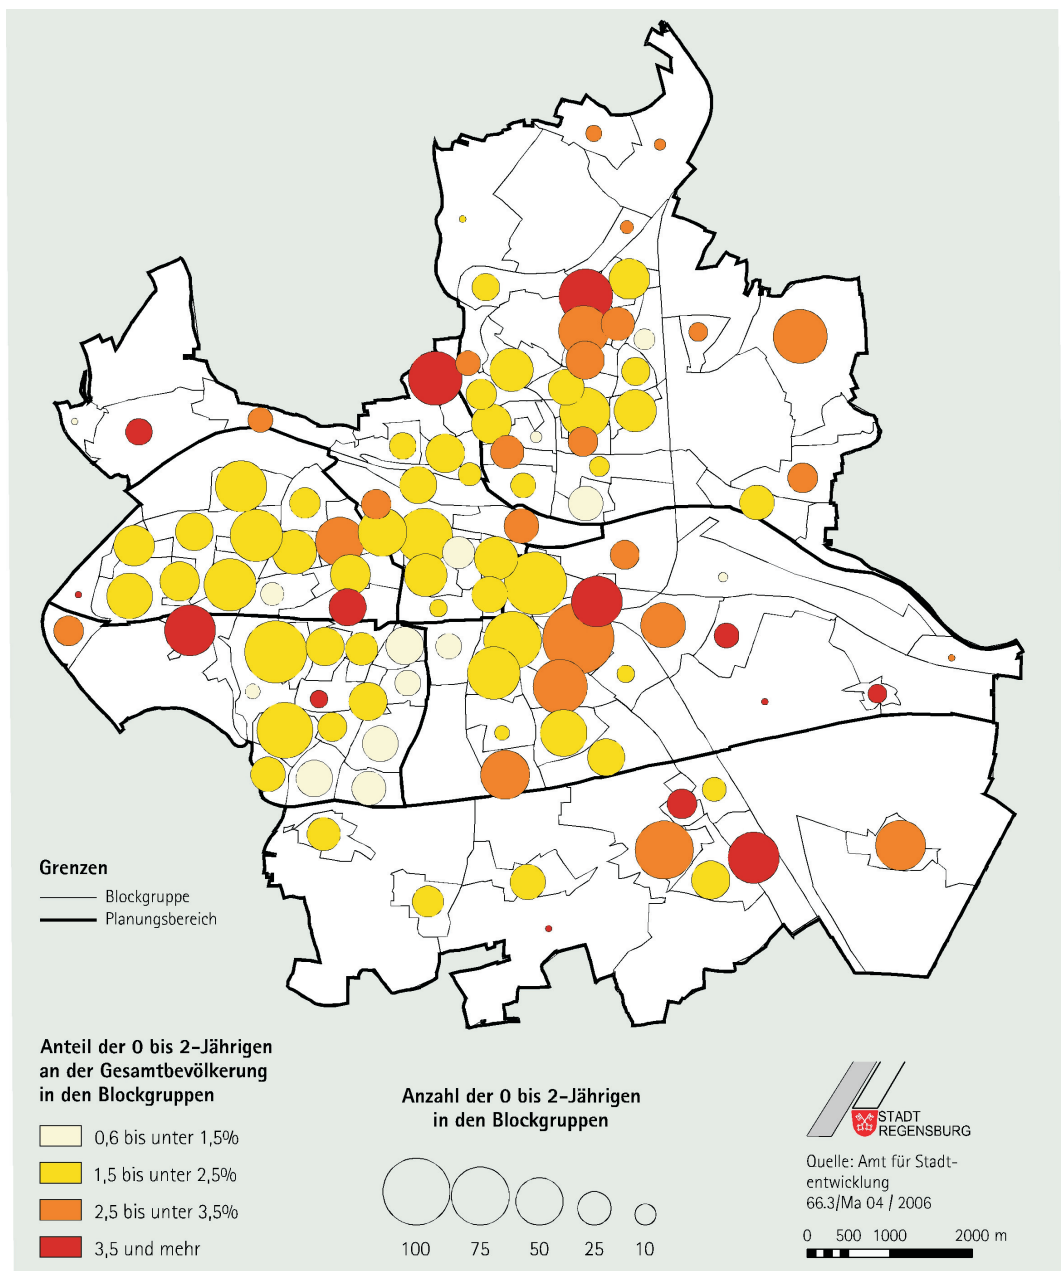 Grenzen
Blockgruppe
Planungsbereich
Anteil der 0 bis 2-Jährigen
an der Gesamtbevölkerung
in den Blockgruppen
0,6 bis unter 1,5%
1,5 bis unter 2,5%
2,5 bis unter 3,5%
3,5 und mehr
Anzahl der 0 bis 2-Jährigen
in den Blockgruppen
100 75 50 25 10
STADT
REGENSBURG
Quelle: Amt für Stadt-
entwicklung
66.3/Ma 04 / 2006
0 500 1000 2000 m